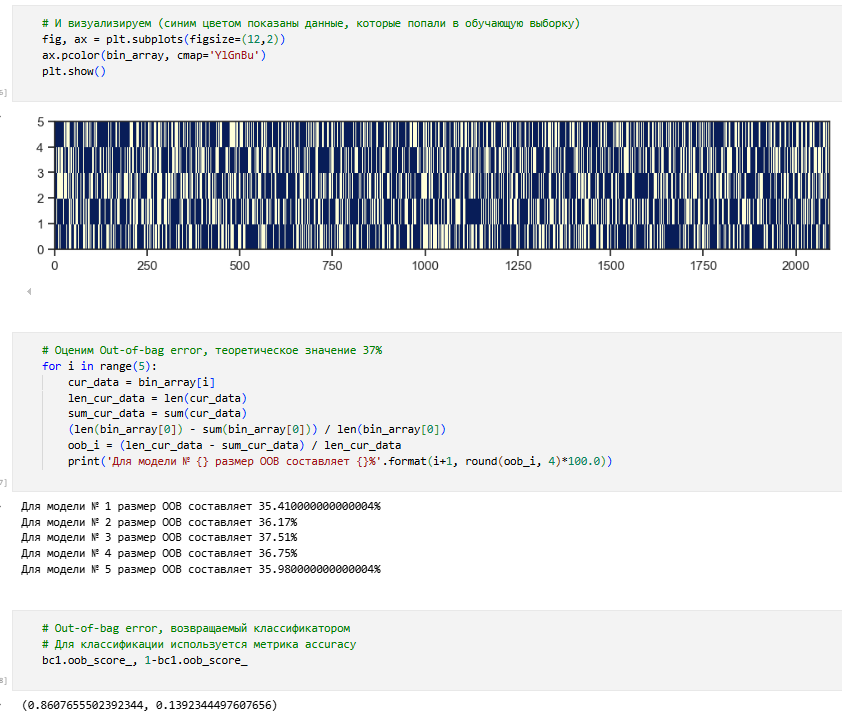 # И визуализируем (синим цветом показаны данные, которые попали в обучающую выборку)
fig, ax = plt.subplots(figsize=(12,2))
ax.pcolor(bin_array, cmap='YlGnBu')
plt.show()
5
4
3
2
1
0
0 250 500 750 1000 1250 1500 1750 2000
# Оценим Out-of-bag error, теоретическое значение 37%
for i in range(5):
    cur_data = bin_array[i]
    len_cur_data = len(cur_data)
    sum_cur_data = sum(cur_data)
    (len(bin_array[0]) - sum(bin_array[0])) / len(bin_array[0])
    oob_i = (len_cur_data - sum_cur_data) / len_cur_data
    print('Для модели № {} размер OOB составляет {}%'.format(i+1, round(oob_i, 4)*100.0))
Для модели № 1 размер OOB составляет 35.410000000000004%
Для модели № 2 размер OOB составляет 36.17%
Для модели № 3 размер OOB составляет 37.51%
Для модели № 4 размер OOB составляет 36.75%
Для модели № 5 размер OOB составляет 35.980000000000004%
# Out-of-bag error, возвращаемый классификатором
# Для классификации используется метрика accuracy
bc1.oob_score_, 1-bc1.oob_score_
(0.8607655502392344, 0.1392344497607656)